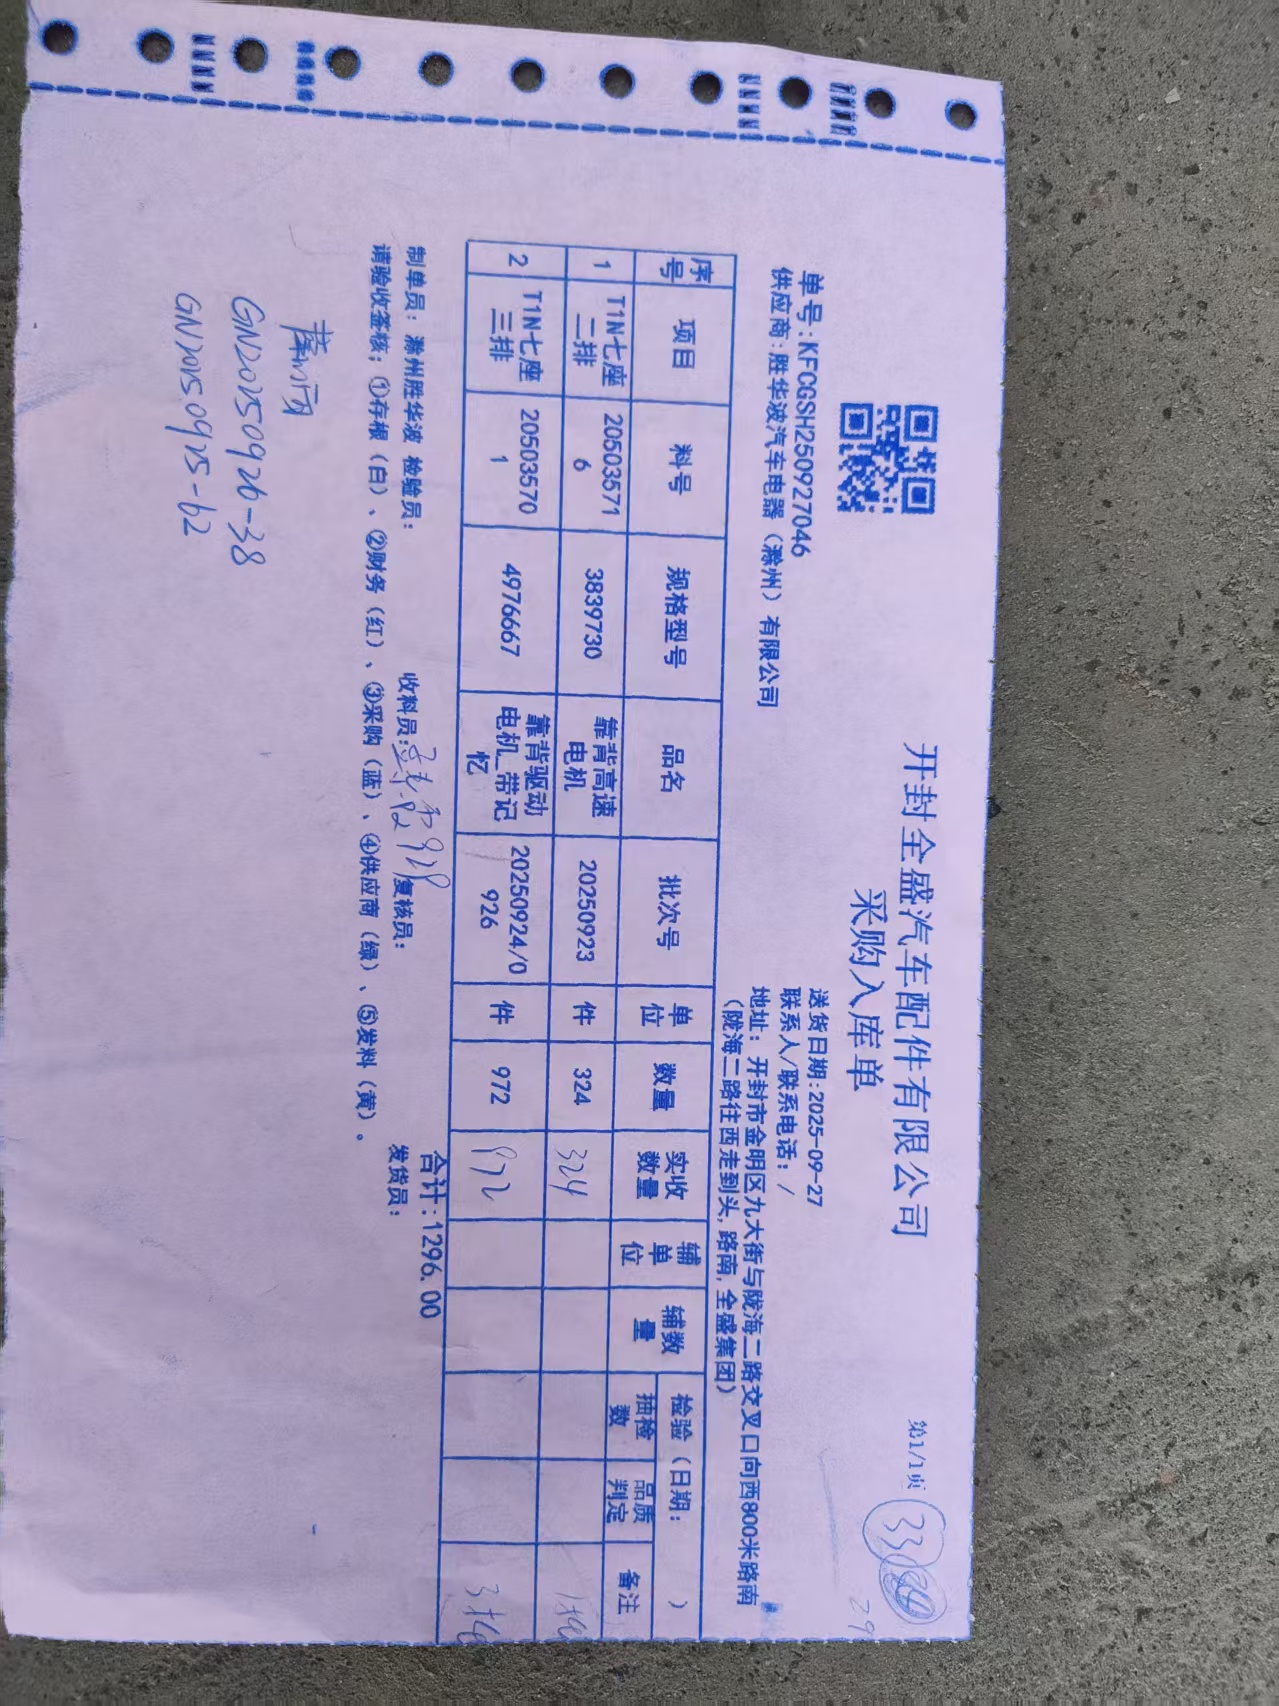 开封全盛汽车配件有限公司
采购入库单
第1/1页
33
29
单号:KFCGSH250927046
送货日期:2025-09-27
供应商:胜华波汽车电器（滁州）有限公司
联系人/联系电话: /
地址: 开封市金明区九大街与陇海二路交叉口向西800米路南
（陇海二路往西走到头,路南,全盛集团）
序号 项目 料号 规格型号 品名 批次号 单位 数量 实收数量 辅单位 辅数量 检验（日期: ） 抽检数 品质判定 备注
1 T1N七座二排 205035716 3839730 靠背高速电机 20250923 件 324 324
2 T1N七座三排 205035701 4976667 靠背驱动电机_带记忆 20250924/0926 件 972 972
合计:1296.00
制单员: 滁州胜华波 检验员: 收料员: 复核员: 发货员:
请验收签核; ①存根（白）、②财务（红）、③采购（蓝）、④供应商（绿）、⑤发料（黄）。
GN20250926-38
GN20250925-62